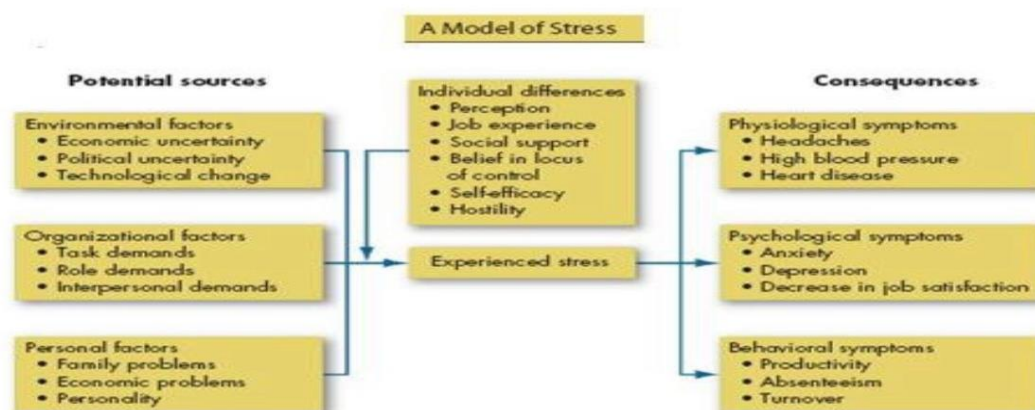 A Model of Stress
Potential sources
Environmental factors
• Economic uncertainty
• Political uncertainty
• Technological change
Organizational factors
• Task demands
• Role demands
• Interpersonal demands
Personal factors
• Family problems
• Economic problems
• Personality
Individual differences
• Perception
• Job experience
• Social support
• Belief in locus
of control
• Self-efficacy
• Hostility
Experienced stress
Consequences
Physiological symptoms
• Headaches
• High blood pressure
• Heart disease
Psychological symptoms
• Anxiety
• Depression
• Decrease in job satisfaction
Behavioral symptoms
• Productivity
• Absenteeism
• Turnover